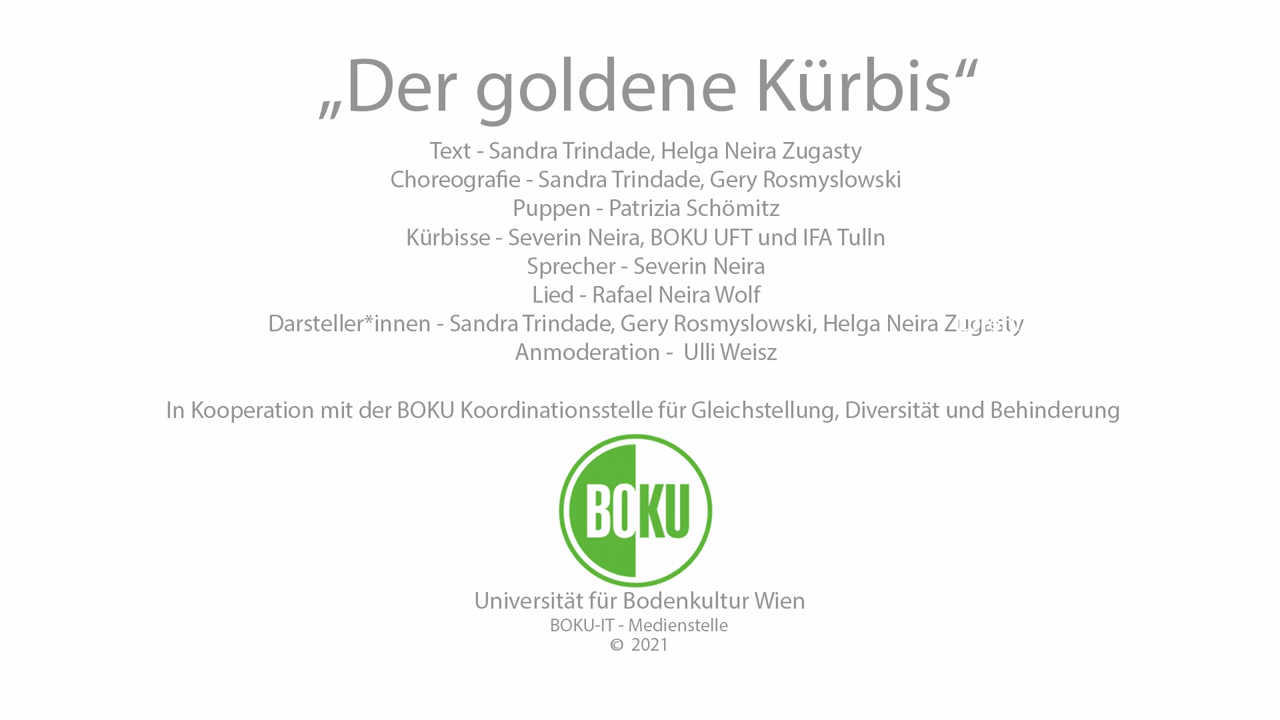 „Der goldene Kürbis“
Text - Sandra Trindade, Helga Neira Zugasty
Choreografie - Sandra Trindade, Gery Rosmyslowski
Puppen - Patrizia Schömitz
Kürbisse - Severin Neira, BOKU UFT und IFA Tulln
Sprecher - Severin Neira
Lied - Rafael Neira Wolf
Darsteller*innen - Sandra Trindade, Gery Rosmyslowski, Helga Neira Zugasty
Anmoderation - Ulli Weisz
In Kooperation mit der BOKU Koordinationsstelle für Gleichstellung, Diversität und Behinderung
BOKU
Universität für Bodenkultur Wien
BOKU-IT - Medienstelle
© 2021